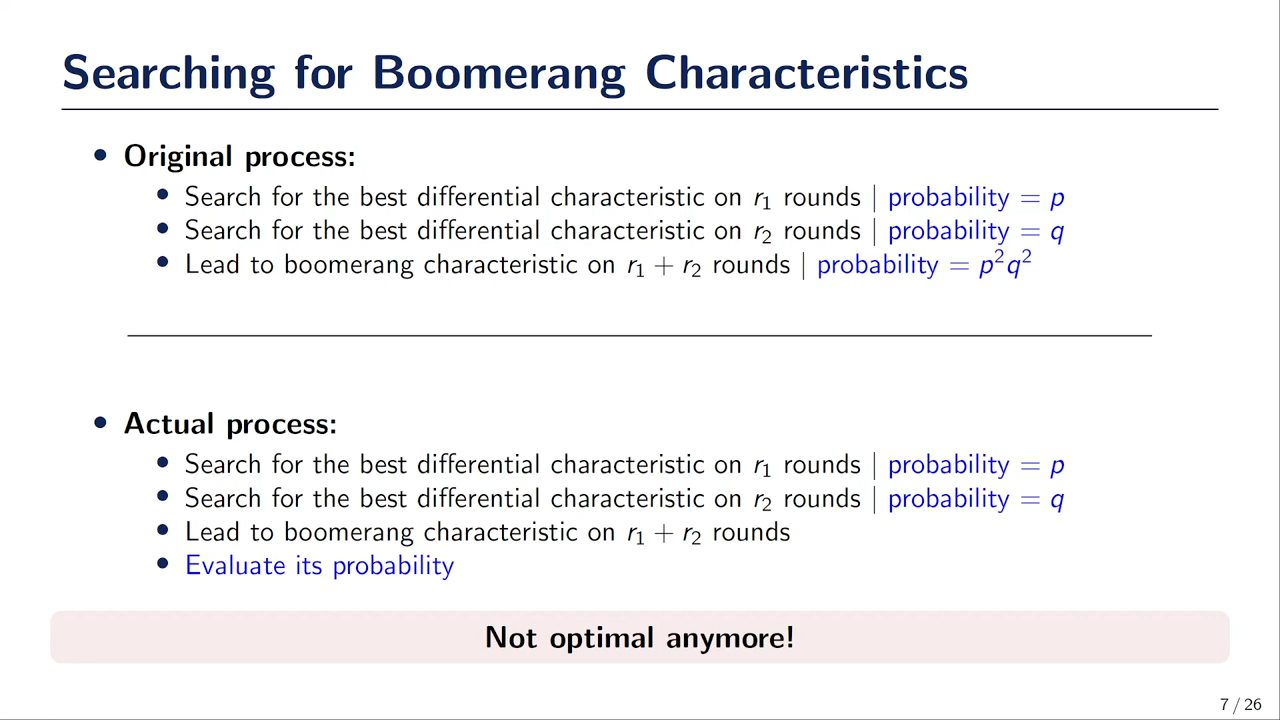 Searching for Boomerang Characteristics
• Original process:
• Search for the best differential characteristic on r₁ rounds | probability = p
• Search for the best differential characteristic on r₂ rounds | probability = q
• Lead to boomerang characteristic on r₁ + r₂ rounds | probability = p²q²
• Actual process:
• Search for the best differential characteristic on r₁ rounds | probability = p
• Search for the best differential characteristic on r₂ rounds | probability = q
• Lead to boomerang characteristic on r₁ + r₂ rounds
• Evaluate its probability
Not optimal anymore!
7 / 26